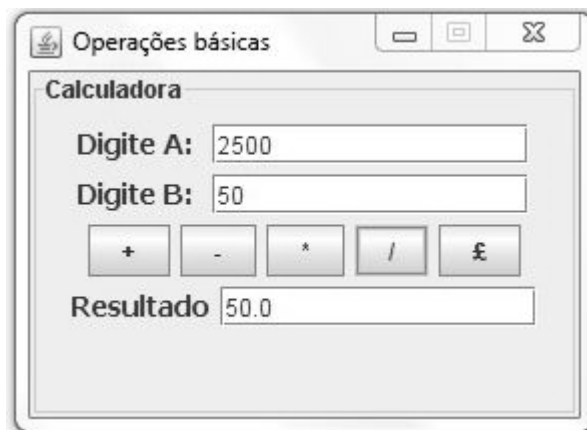 Operações básicas
Calculadora
Digite A: 2500
Digite B: 50
+ - * / £
Resultado 50.0